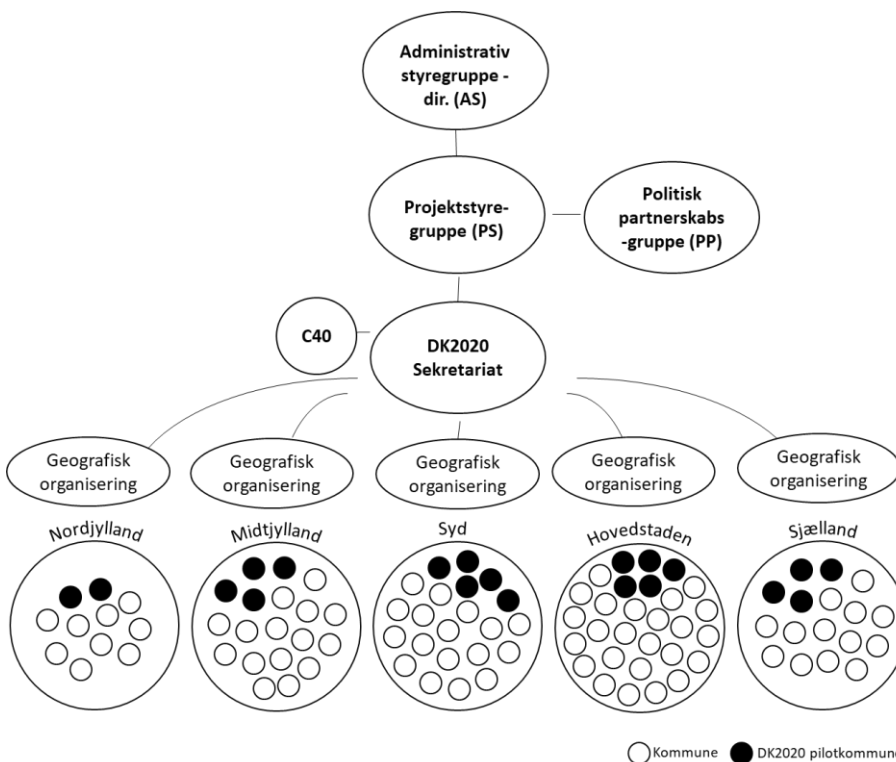 Administrativ
styregruppe -
dir. (AS)
Projektstyre-
gruppe (PS)
Politisk
partnerskabs
-gruppe (PP)
C40
DK2020
Sekretariat
Geografisk
organisering
Geografisk
organisering
Geografisk
organisering
Geografisk
organisering
Geografisk
organisering
Nordjylland
Midtjylland
Syd
Hovedstaden
Sjælland
Kommune
DK2020 pilotkommune